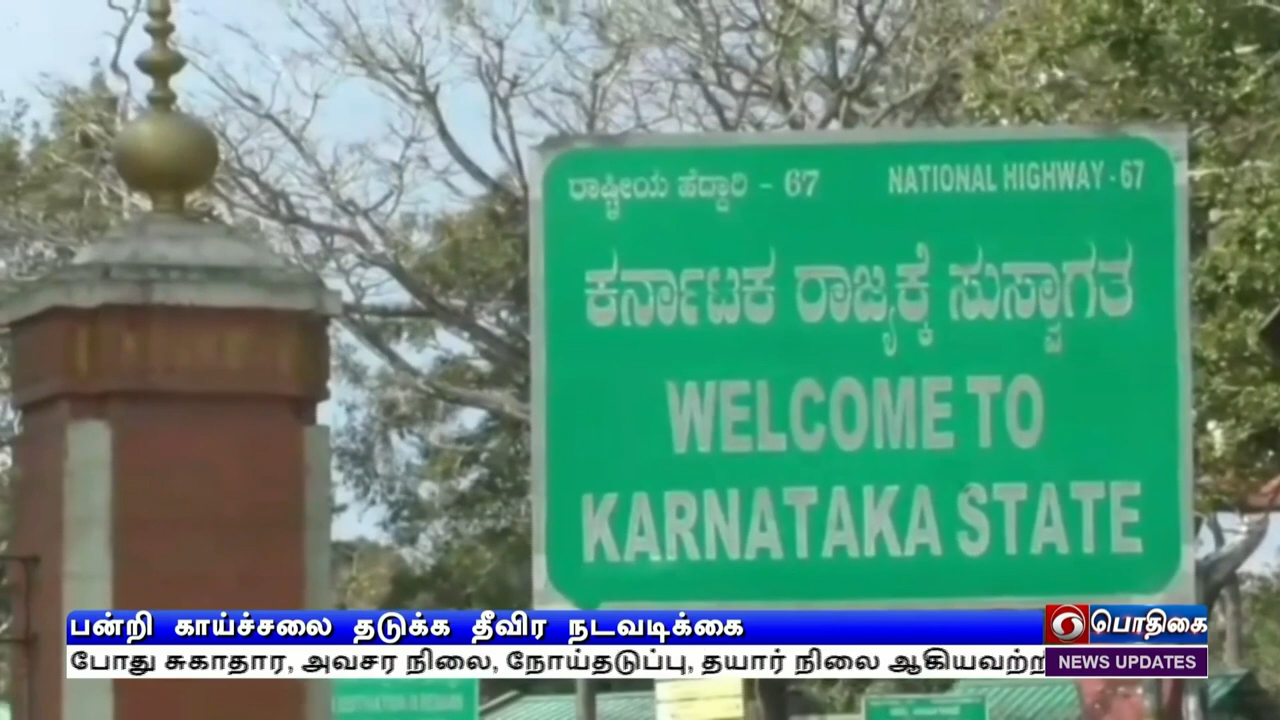 ರಾಷ್ಟ್ರೀಯ ಹೆದ್ದಾರಿ - 67 NATIONAL HIGHWAY - 67
ಕರ್ನಾಟಕ ರಾಜ್ಯಕ್ಕೆ ಸುಸ್ವಾಗತ
WELCOME TO
KARNATAKA STATE
பன்றி காய்ச்சலை தடுக்க தீவிர நடவடிக்கை
பொதிகை
போது சுகாதார, அவசர நிலை, நோய்தடுப்பு, தயார் நிலை ஆகியவற்றி
NEWS UPDATES